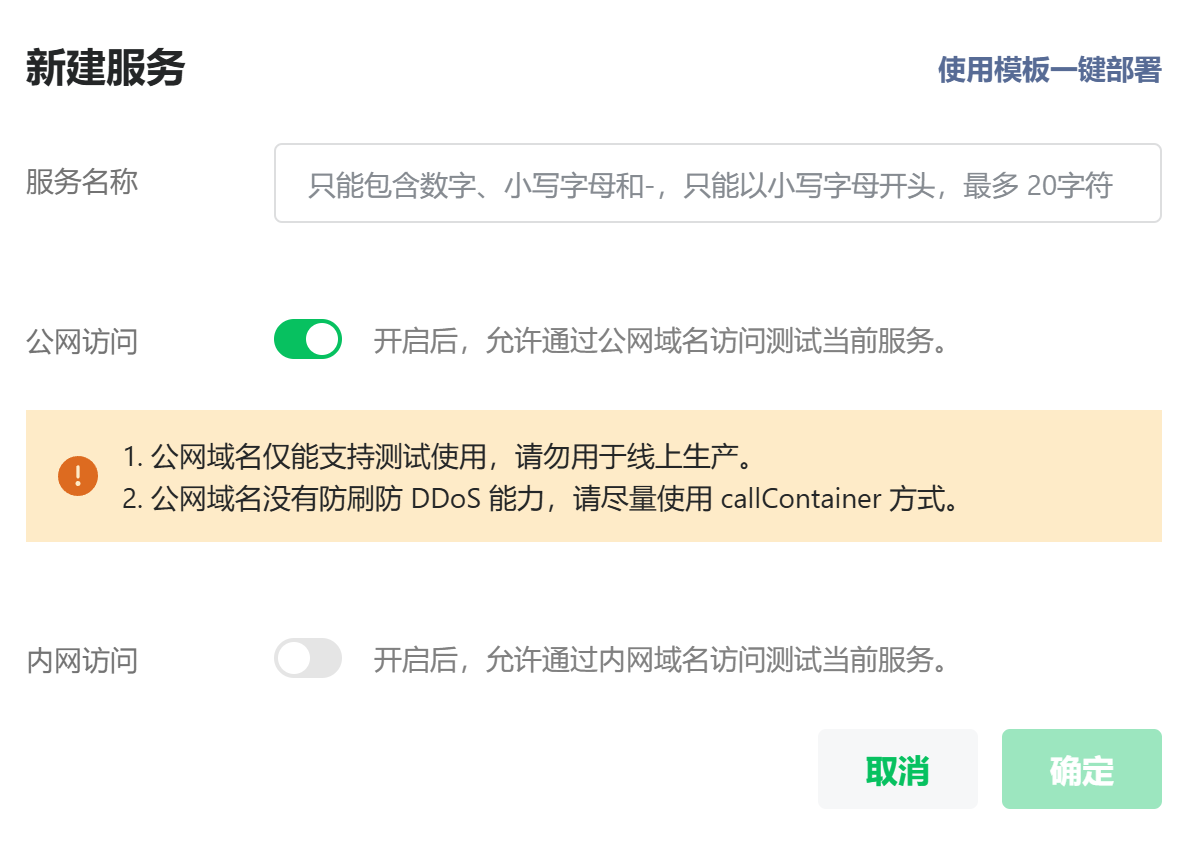 新建服务
使用模板一键部署
服务名称
只能包含数字、小写字母和-，只能以小写字母开头，最多 20字符
公网访问
开启后，允许通过公网域名访问测试当前服务。
1. 公网域名仅能支持测试使用，请勿用于线上生产。
2. 公网域名没有防刷防 DDoS 能力，请尽量使用 callContainer 方式。
内网访问
开启后，允许通过内网域名访问测试当前服务。
取消
确定